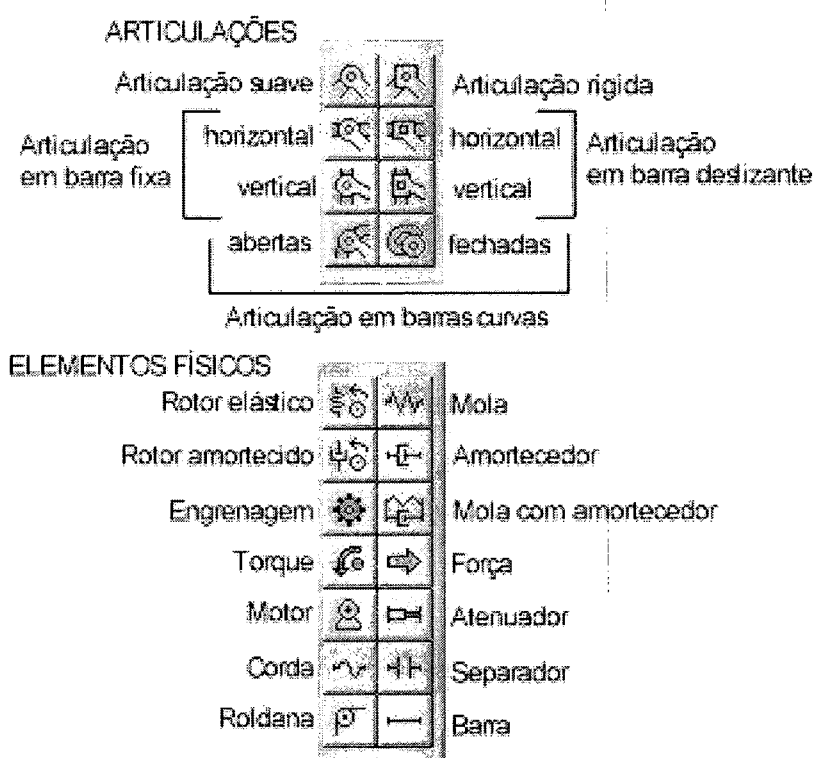 ARTICULAÇÕES
Articulação suave
Articulação rígida
Articulação
em barra fixa
horizontal
horizontal
Articulação
em barra deslizante
vertical
vertical
abertas
fechadas
Articulação em barras curvas
ELEMENTOS FÍSICOS
Rotor elástico
Mola
Rotor amortecido
Amortecedor
Engrenagem
Mola com amortecedor
Torque
Força
Motor
Atenuador
Corda
Separador
Roldana
Barra